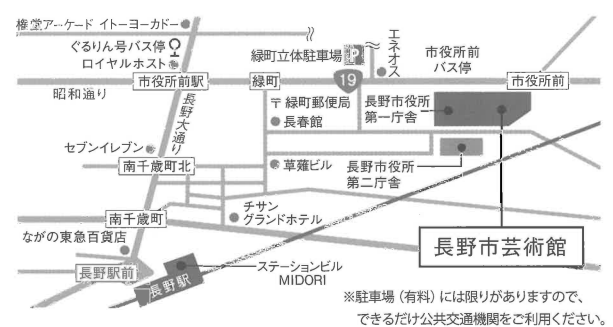 権堂アーケード イトーヨーカドー
ぐるりん号バス停
ロイヤルホスト
緑町立体駐車場 P
エネオス
市役所前
バス停
市役所前駅
緑町
19
市役所前
昭和通り
長野大通り
〒緑町郵便局
長春館
長野市役所
第一庁舎
セブンイレブン
南千歳町北
草薙ビル
長野市役所
第二庁舎
南千歳町
チサン
グランドホテル
ながの東急百貨店
長野市芸術館
長野駅前
長野駅
ステーションビル
MIDORI
※駐車場(有料)には限りがありますので、
できるだけ公共交通機関をご利用ください。